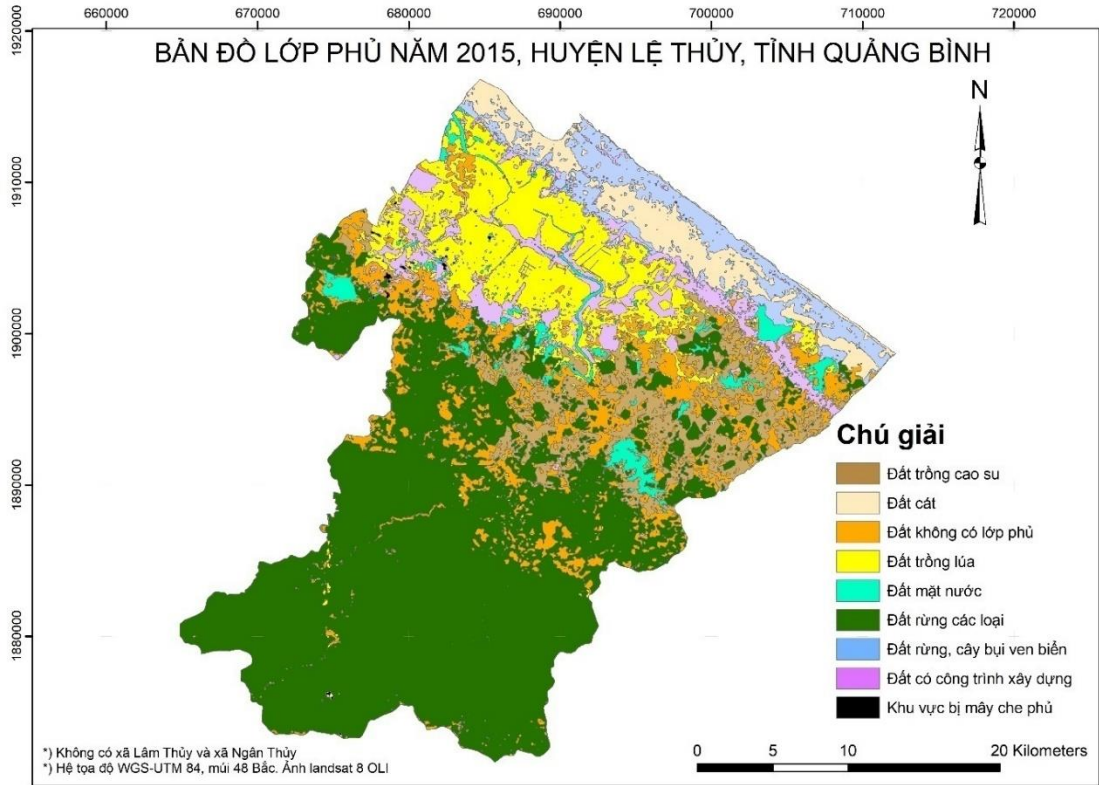 660000 670000 680000 690000 700000 710000 720000
1920000
BẢN ĐỒ LỚP PHỦ NĂM 2015, HUYỆN LỆ THỦY, TỈNH QUẢNG BÌNH
N
1910000
1900000
1890000
1880000
Chú giải
Đất trồng cao su
Đất cát
Đất không có lớp phủ
Đất trồng lúa
Đất mặt nước
Đất rừng các loại
Đất rừng, cây bụi ven biển
Đất có công trình xây dựng
Khu vực bị mây che phủ
*) Không có xã Lâm Thủy và xã Ngân Thủy
*) Hệ tọa độ WGS-UTM 84, múi 48 Bắc. Ảnh landsat 8 OLI
0 5 10 20 Kilometers